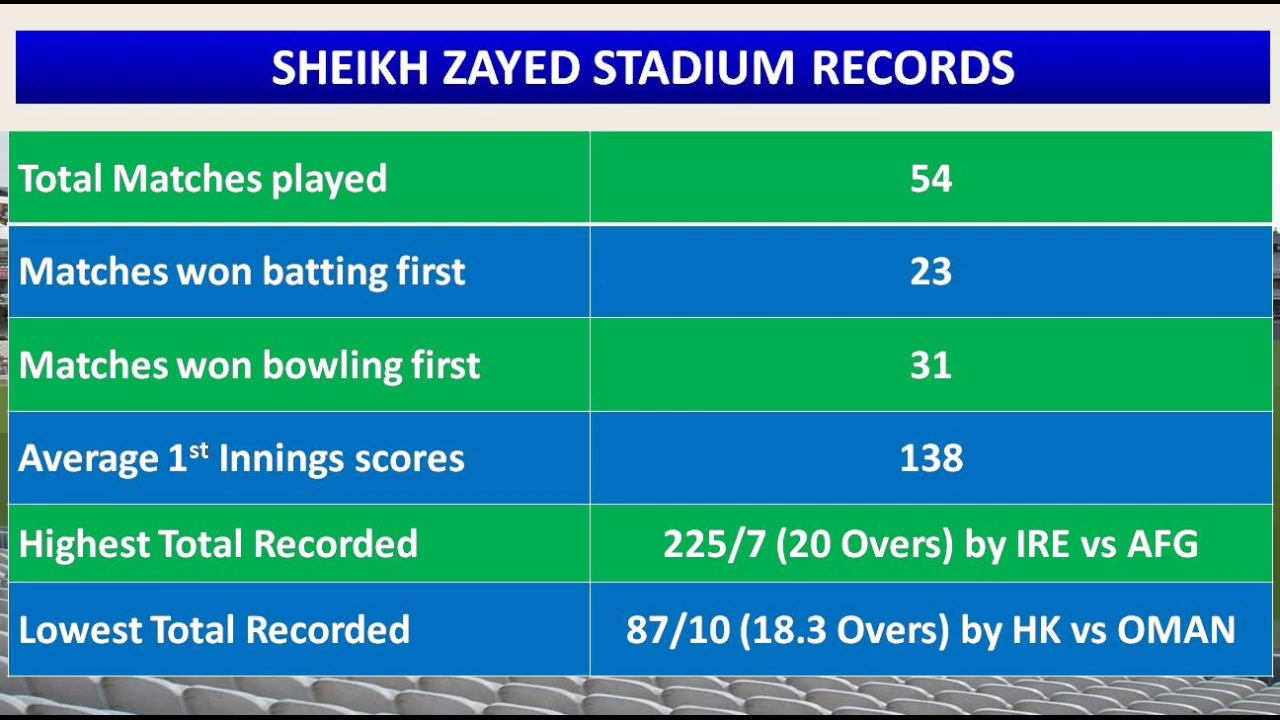 SHEIKH ZAYED STADIUM RECORDS
Total Matches played 54
Matches won batting first 23
Matches won bowling first 31
Average 1st Innings scores 138
Highest Total Recorded 225/7 (20 Overs) by IRE vs AFG
Lowest Total Recorded 87/10 (18.3 Overs) by HK vs OMAN